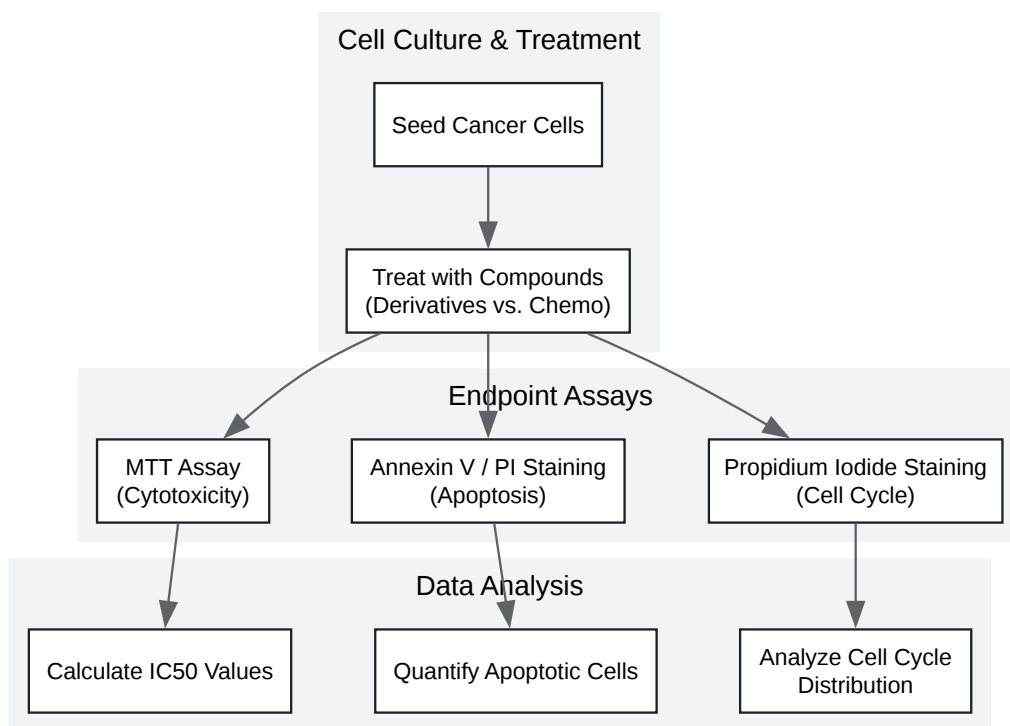 Cell Culture & Treatment
Seed Cancer Cells
Treat with Compounds
(Derivatives vs. Chemo)
Endpoint Assays
MTT Assay
(Cytotoxicity)
Annexin V / PI Staining
(Apoptosis)
Propidium Iodide Staining
(Cell Cycle)
Data Analysis
Calculate IC50 Values
Quantify Apoptotic Cells
Analyze Cell Cycle
Distribution